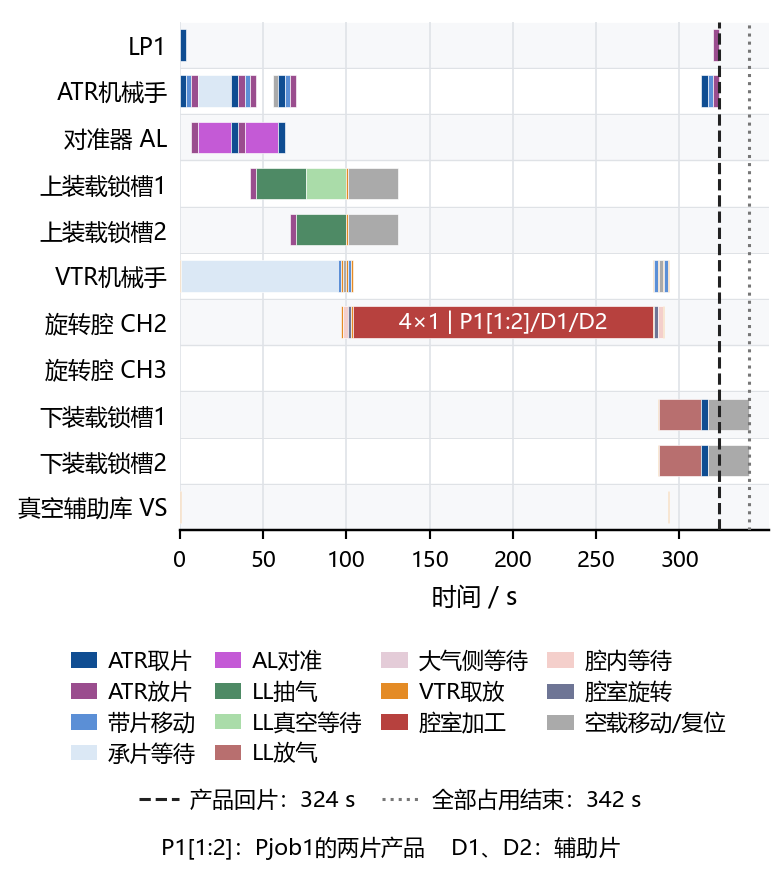 LP1
ATR机械手
对准器 AL
上装载锁槽1
上装载锁槽2
VTR机械手
旋转腔 CH2
4×1 | P1[1:2]/D1/D2
旋转腔 CH3
下装载锁槽1
下装载锁槽2
真空辅助库 VS
0 50 100 150 200 250 300
时间 / s
ATR取片 AL对准 大气侧等待 腔内等待
ATR放片 LL抽气 VTR取放 腔室旋转
带片移动 LL真空等待 腔室加工 空载移动/复位
承片等待 LL放气
产品回片：324 s 全部占用结束：342 s
P1[1:2]：Pjob1的两片产品 D1、D2：辅助片